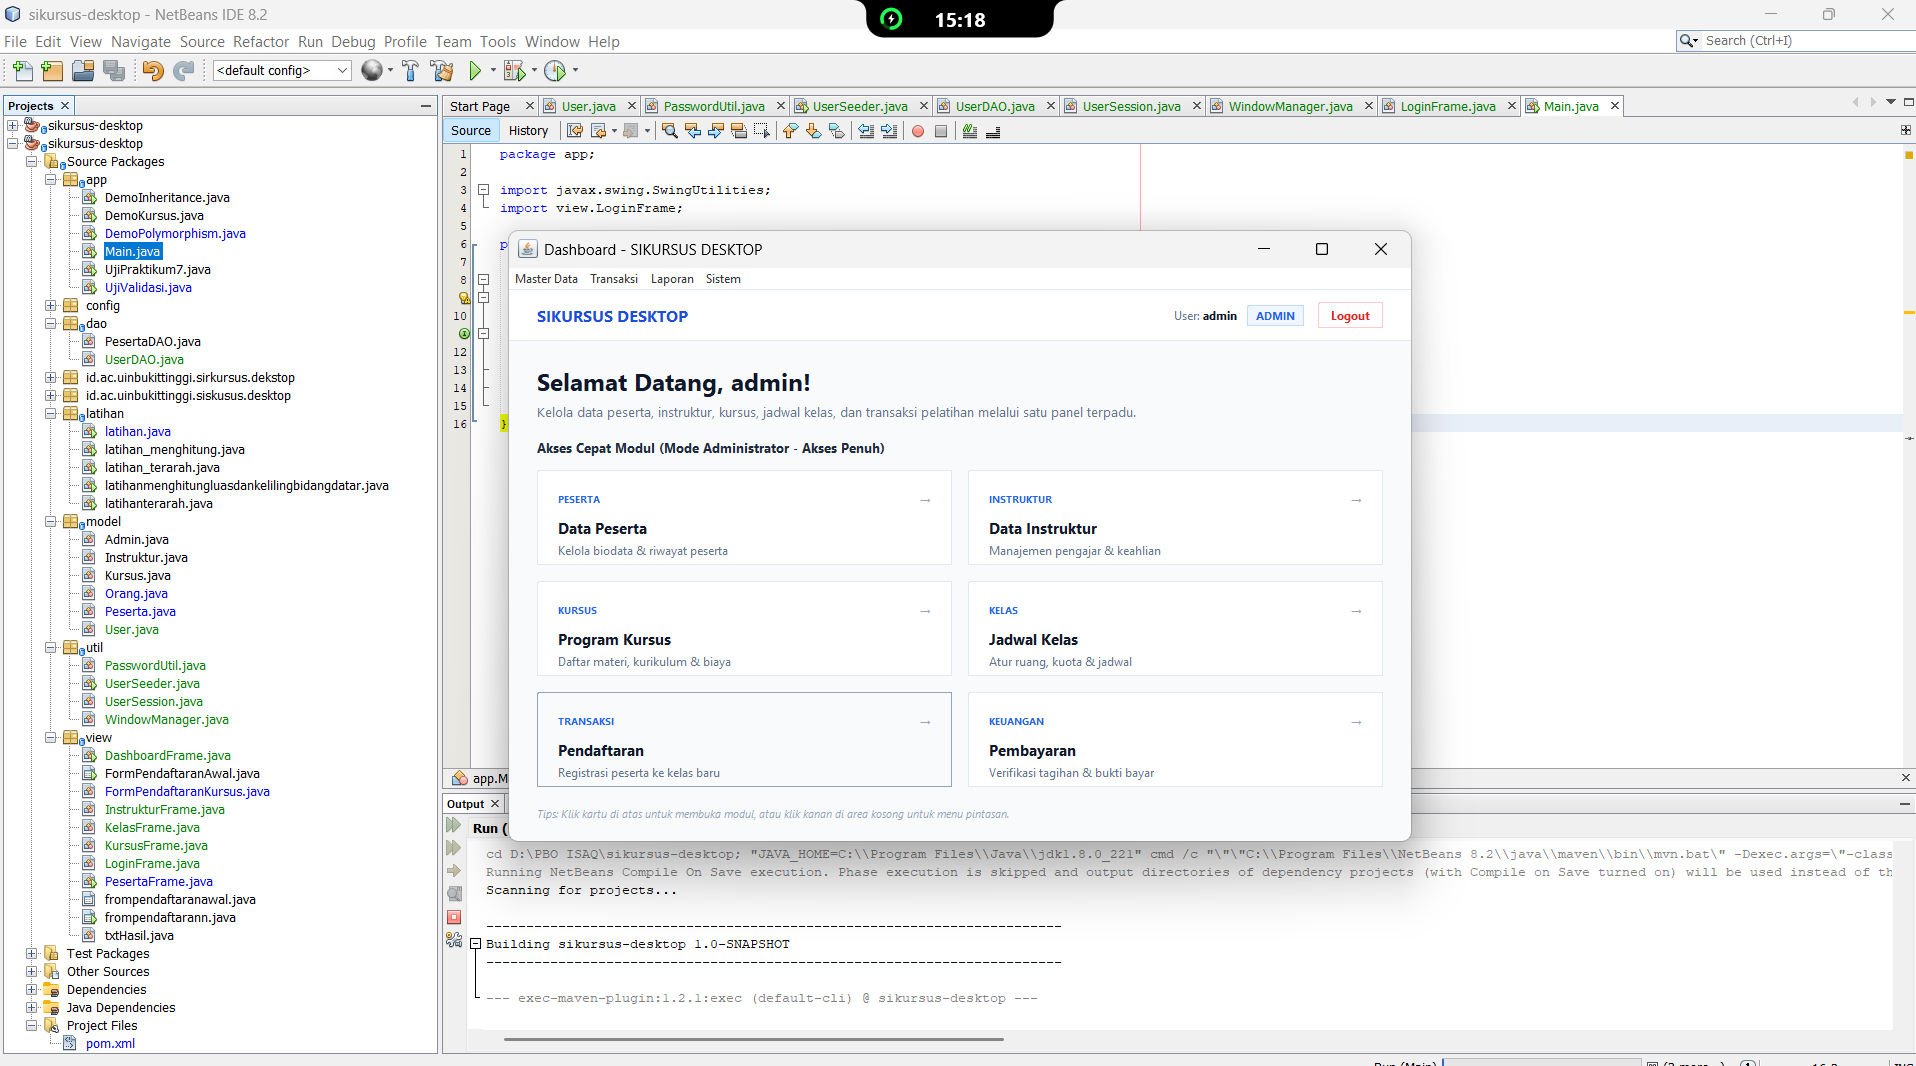 sikursus-desktop - NetBeans IDE 8.2
15:18
File Edit View Navigate Source Refactor Run Debug Profile Team Tools Window Help
Search (Ctrl+I)
<default config>
Projects
sikursus-desktop
sikursus-desktop
Source Packages
app
DemoInheritance.java
DemoKursus.java
DemoPolymorphism.java
Main.java
UjiPraktikum7.java
UjiValidasi.java
config
dao
PesertaDAO.java
UserDAO.java
id.ac.uinbukittinggi.sirkursus.dekstop
id.ac.uinbukittinggi.siskusus.desktop
latihan
latihan.java
latihan_menghitung.java
latihan_terarah.java
latihanmenghitungluasdankelilingbidangdatar.java
latihanterarah.java
model
Admin.java
Instruktur.java
Kursus.java
Orang.java
Peserta.java
User.java
util
PasswordUtil.java
UserSeeder.java
UserSession.java
WindowManager.java
view
DashboardFrame.java
FormPendaftaranAwal.java
FormPendaftaranKursus.java
InstrukturFrame.java
KelasFrame.java
KursusFrame.java
LoginFrame.java
PesertaFrame.java
frompendaftaranawal.java
frompendaftarann.java
txtHasil.java
Test Packages
Other Sources
Dependencies
Java Dependencies
Project Files
pom.xml
Start Page User.java PasswordUtil.java UserSeeder.java UserDAO.java UserSession.java WindowManager.java LoginFrame.java Main.java
Source History
1 package app;
2
3 import javax.swing.SwingUtilities;
4 import view.LoginFrame;
5
6 p
7
8
10
12
13
14
15
16 }
Dashboard - SIKURSUS DESKTOP
Master Data Transaksi Laporan Sistem
SIKURSUS DESKTOP
User: admin ADMIN Logout
Selamat Datang, admin!
Kelola data peserta, instruktur, kursus, jadwal kelas, dan transaksi pelatihan melalui satu panel terpadu.
Akses Cepat Modul (Mode Administrator - Akses Penuh)
PESERTA →
Data Peserta
Kelola biodata & riwayat peserta
INSTRUKTUR →
Data Instruktur
Manajemen pengajar & keahlian
KURSUS →
Program Kursus
Daftar materi, kurikulum & biaya
KELAS →
Jadwal Kelas
Atur ruang, kuota & jadwal
TRANSAKSI →
Pendaftaran
Registrasi peserta ke kelas baru
KEUANGAN →
Pembayaran
Verifikasi tagihan & bukti bayar
Tips: Klik kartu di atas untuk membuka modul, atau klik kanan di area kosong untuk menu pintasan.
app.M
Output
Run (
cd D:\PBO ISAQ\sikursus-desktop; "JAVA_HOME=C:\\Program Files\\Java\\jdk1.8.0_221" cmd /c "\"\"C:\\Program Files\\NetBeans 8.2\\java\\maven\\bin\\mvn.bat\" -Dexec.args=\"-class
Running NetBeans Compile On Save execution. Phase execution is skipped and output directories of dependency projects (with Compile on Save turned on) will be used instead of th
Scanning for projects...
------------------------------------------------------------------------
Building sikursus-desktop 1.0-SNAPSHOT
------------------------------------------------------------------------
--- exec-maven-plugin:1.2.1:exec (default-cli) @ sikursus-desktop ---